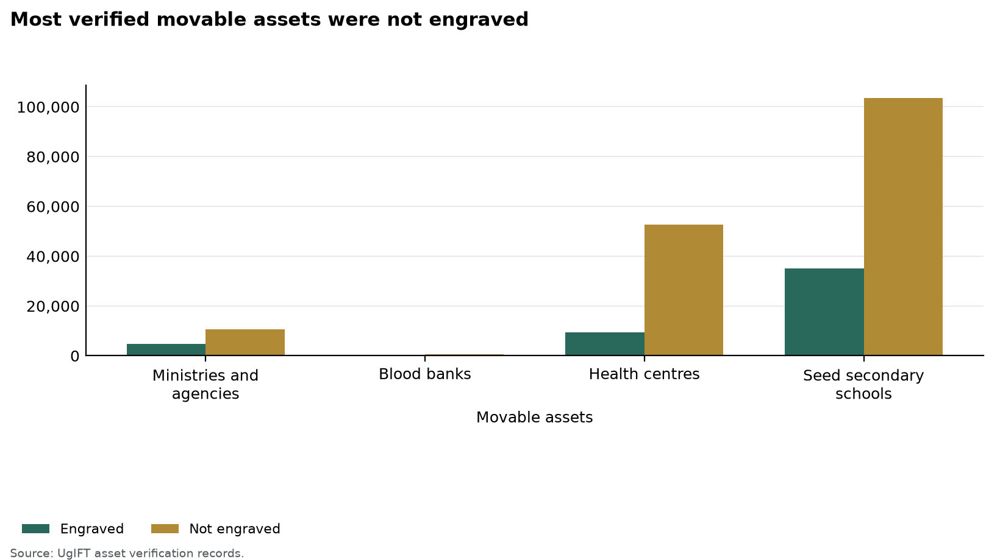 Most verified movable assets were not engraved
100,000
80,000
60,000
40,000
20,000
0
Ministries and
agencies
Blood banks
Health centres
Seed secondary
schools
Movable assets
Engraved
Not engraved
Source: UgIFT asset verification records.